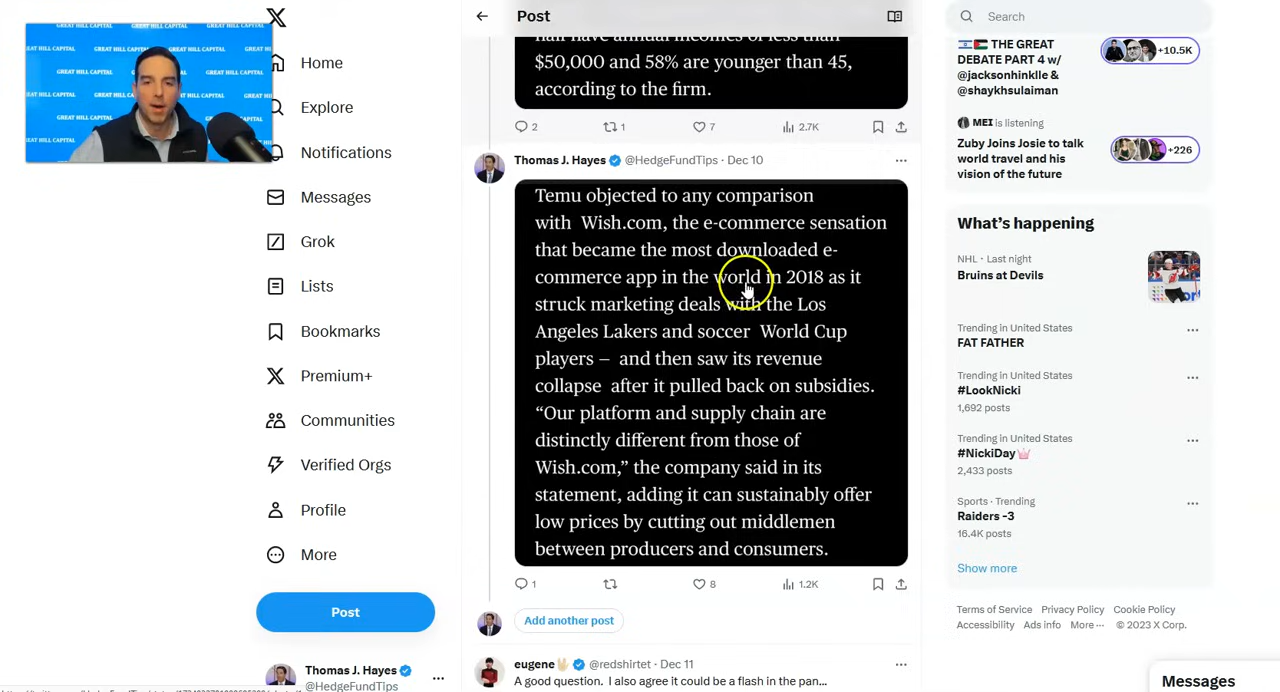 GREAT HILL CAPITAL
Home
Explore
Notifications
Messages
Grok
Lists
Bookmarks
Premium+
Communities
Verified Orgs
Profile
More
Post
Thomas J. Hayes
@HedgeFundTips
Post
$50,000 and 58% are younger than 45,
according to the firm.
2
1
7
2.7K
Thomas J. Hayes @HedgeFundTips · Dec 10
Temu objected to any comparison
with Wish.com, the e-commerce sensation
that became the most downloaded e-
commerce app in the world in 2018 as it
struck marketing deals with the Los
Angeles Lakers and soccer World Cup
players — and then saw its revenue
collapse after it pulled back on subsidies.
“Our platform and supply chain are
distinctly different from those of
Wish.com,” the company said in its
statement, adding it can sustainably offer
low prices by cutting out middlemen
between producers and consumers.
1
8
1.2K
Add another post
eugene @redshirtet · Dec 11
A good question. I also agree it could be a flash in the pan...
Search
THE GREAT
DEBATE PART 4 w/
@jacksonhinklle &
@shaykhsulaiman
+10.5K
MEI is listening
Zuby Joins Josie to talk
world travel and his
vision of the future
+226
What’s happening
NHL · Last night
Bruins at Devils
Trending in United States
FAT FATHER
Trending in United States
#LookNicki
1,692 posts
Trending in United States
#NickiDay
2,433 posts
Sports · Trending
Raiders -3
16.4K posts
Show more
Terms of Service Privacy Policy Cookie Policy
Accessibility Ads info More ··· © 2023 X Corp.
Messages